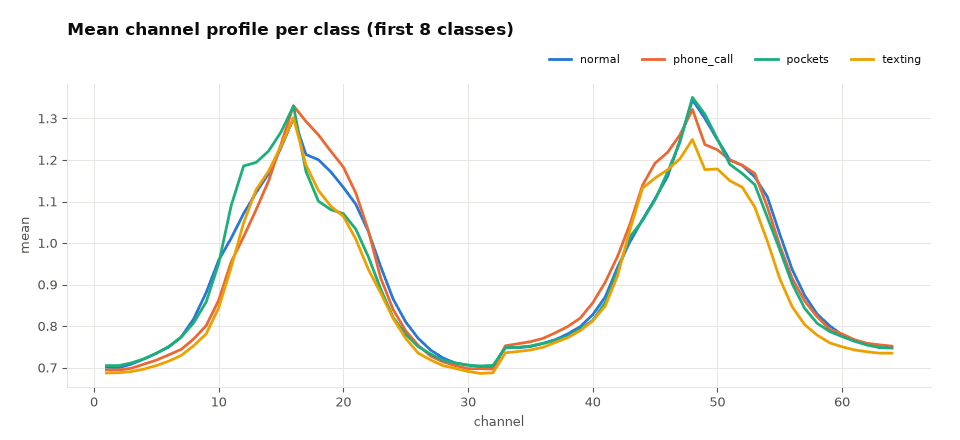 Mean channel profile per class (first 8 classes)
normal phone_call pockets texting
1.3
1.2
1.1
1.0
0.9
0.8
0.7
mean
0 10 20 30 40 50 60
channel